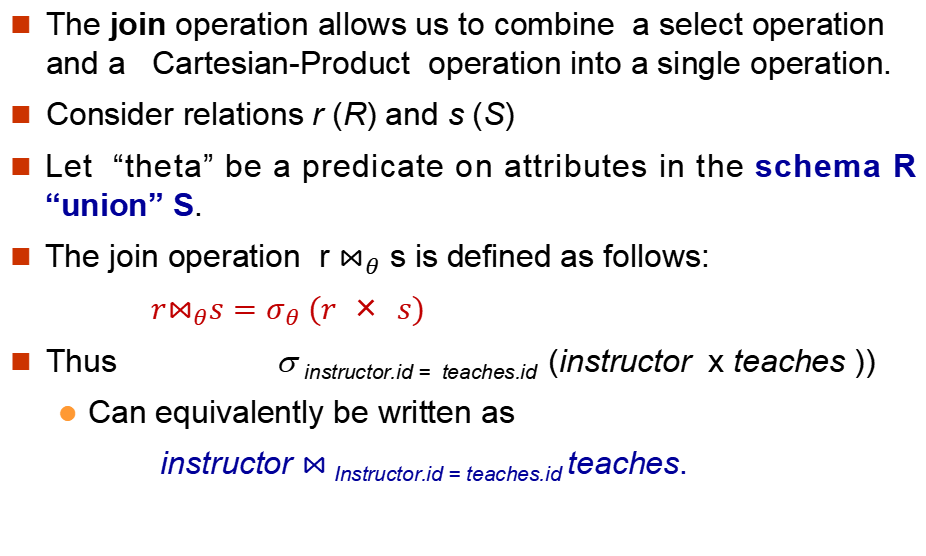 The join operation allows us to combine a select operation
and a Cartesian-Product operation into a single operation.
Consider relations r (R) and s (S)
Let “theta” be a predicate on attributes in the schema R
“union” S.
The join operation r ⋈θ s is defined as follows:
r⋈θs = σθ (r × s)
Thus σ instructor.id = teaches.id (instructor x teaches ))
Can equivalently be written as
instructor ⋈ Instructor.id = teaches.id teaches.